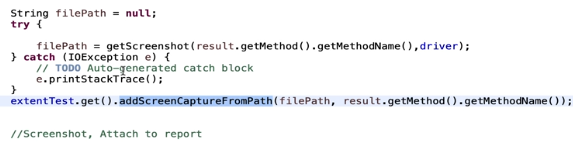 String filePath = null;
try {
filePath = getScreenshot(result.getMethod().getMethodName(),driver);
} catch (IOException e) {
// TODO Auto-generated catch block
e.printStackTrace();
}
extentTest.get().addScreenCaptureFromPath(filePath, result.getMethod().getMethodName());
//Screenshot, Attach to report